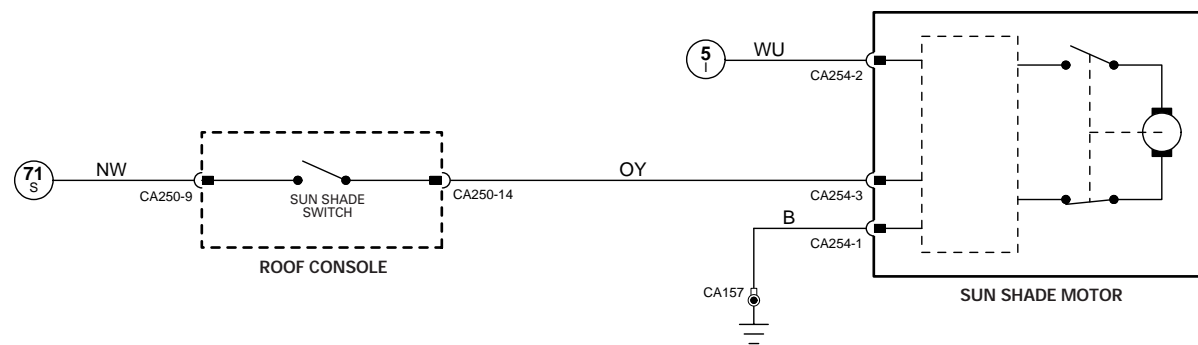 5
I
WU
CA254-2
71
S
NW
CA250-9
SUN SHADE
SWITCH
CA250-14
OY
CA254-3
B
CA254-1
ROOF CONSOLE
CA157
SUN SHADE MOTOR